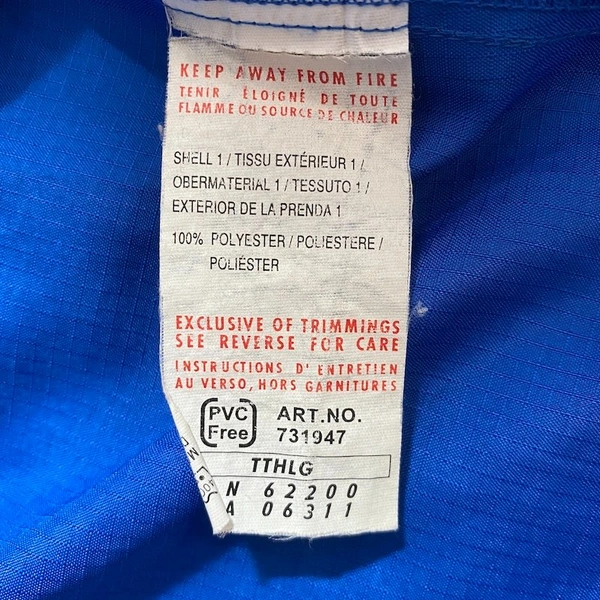 KEEP AWAY FROM FIRE
TENIR ÉLOIGNÉ DE TOUTE
FLAMME OU SOURCE DE CHALEUR
SHELL 1 / TISSU EXTÉRIEUR 1 /
OBERMATERIAL 1 / TESSUTO 1 /
EXTERIOR DE LA PRENDA 1
100% POLYESTER / POLIESTERE /
POLIÉSTER
EXCLUSIVE OF TRIMMINGS
SEE REVERSE FOR CARE
INSTRUCTIONS D' ENTRETIEN
AU VERSO, HORS GARNITURES
PVC ART.NO.
Free 731947
TTHLG
N 62200
A 06311